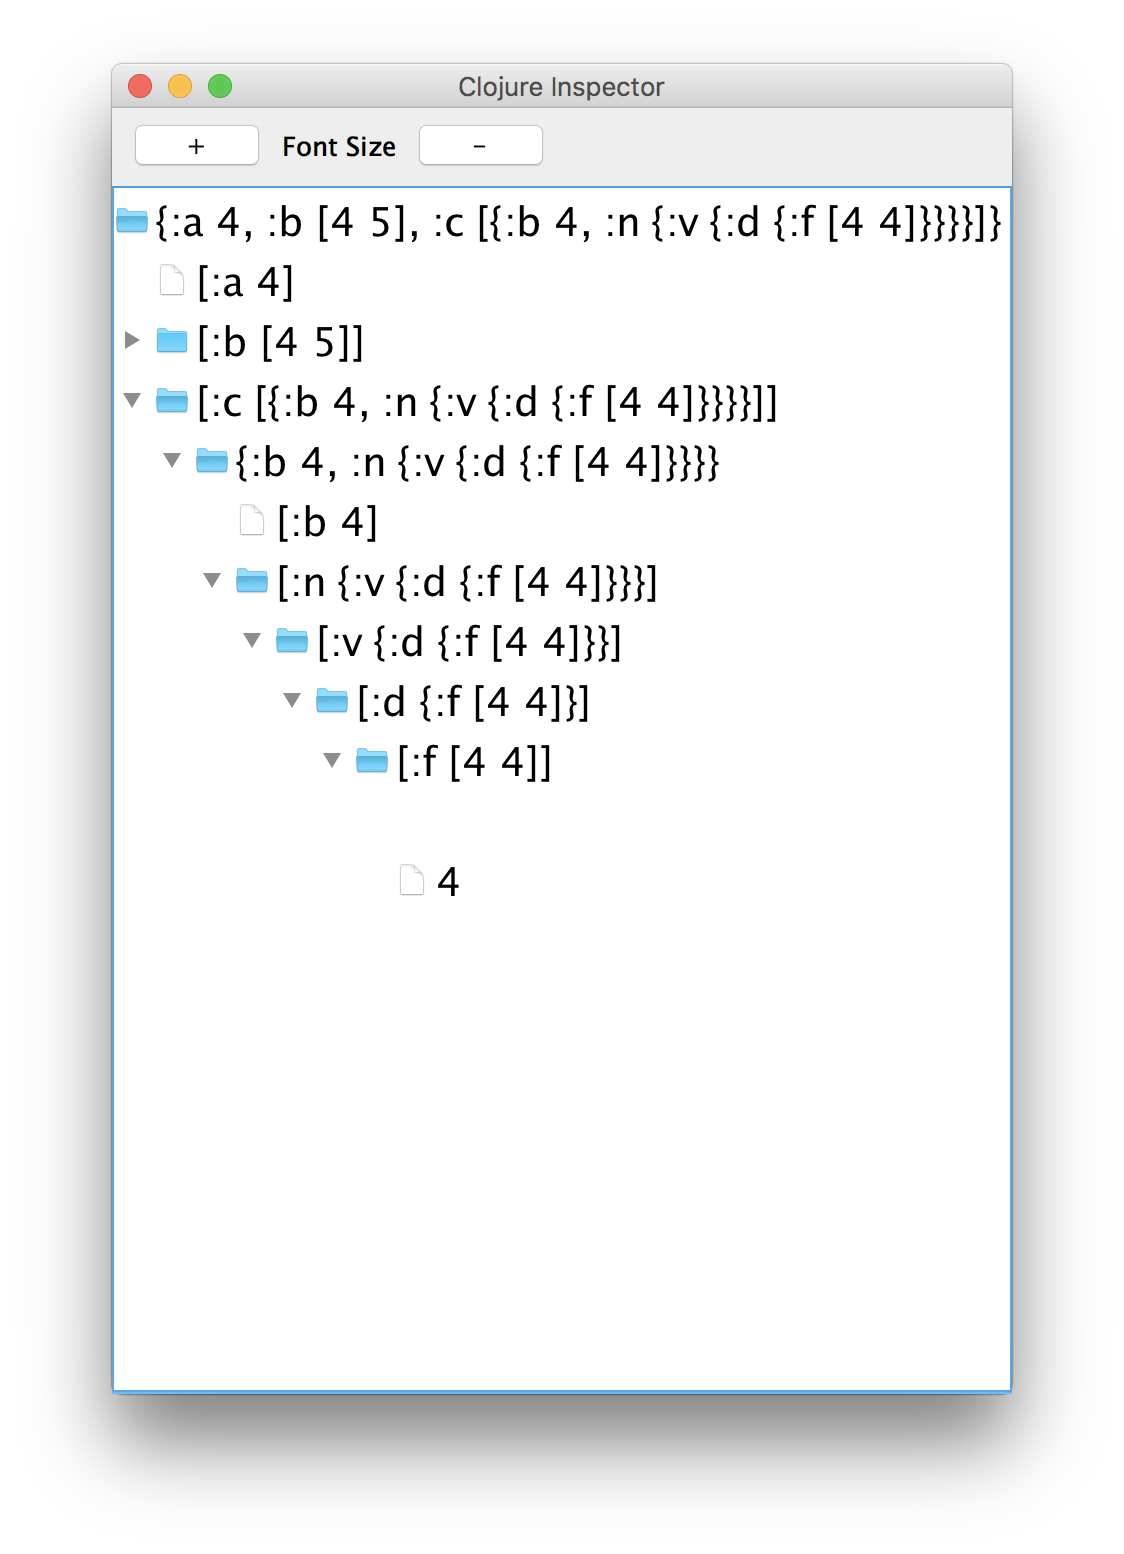 Clojure Inspector
+ Font Size -
{:a 4, :b [4 5], :c [{:b 4, :n {:v {:d {:f [4 4]}}}}]}
[:a 4]
[:b [4 5]]
[:c [{:b 4, :n {:v {:d {:f [4 4]}}}}]]
{:b 4, :n {:v {:d {:f [4 4]}}}}
[:b 4]
[:n {:v {:d {:f [4 4]}}}]
[:v {:d {:f [4 4]}}]
[:d {:f [4 4]}]
[:f [4 4]]
4